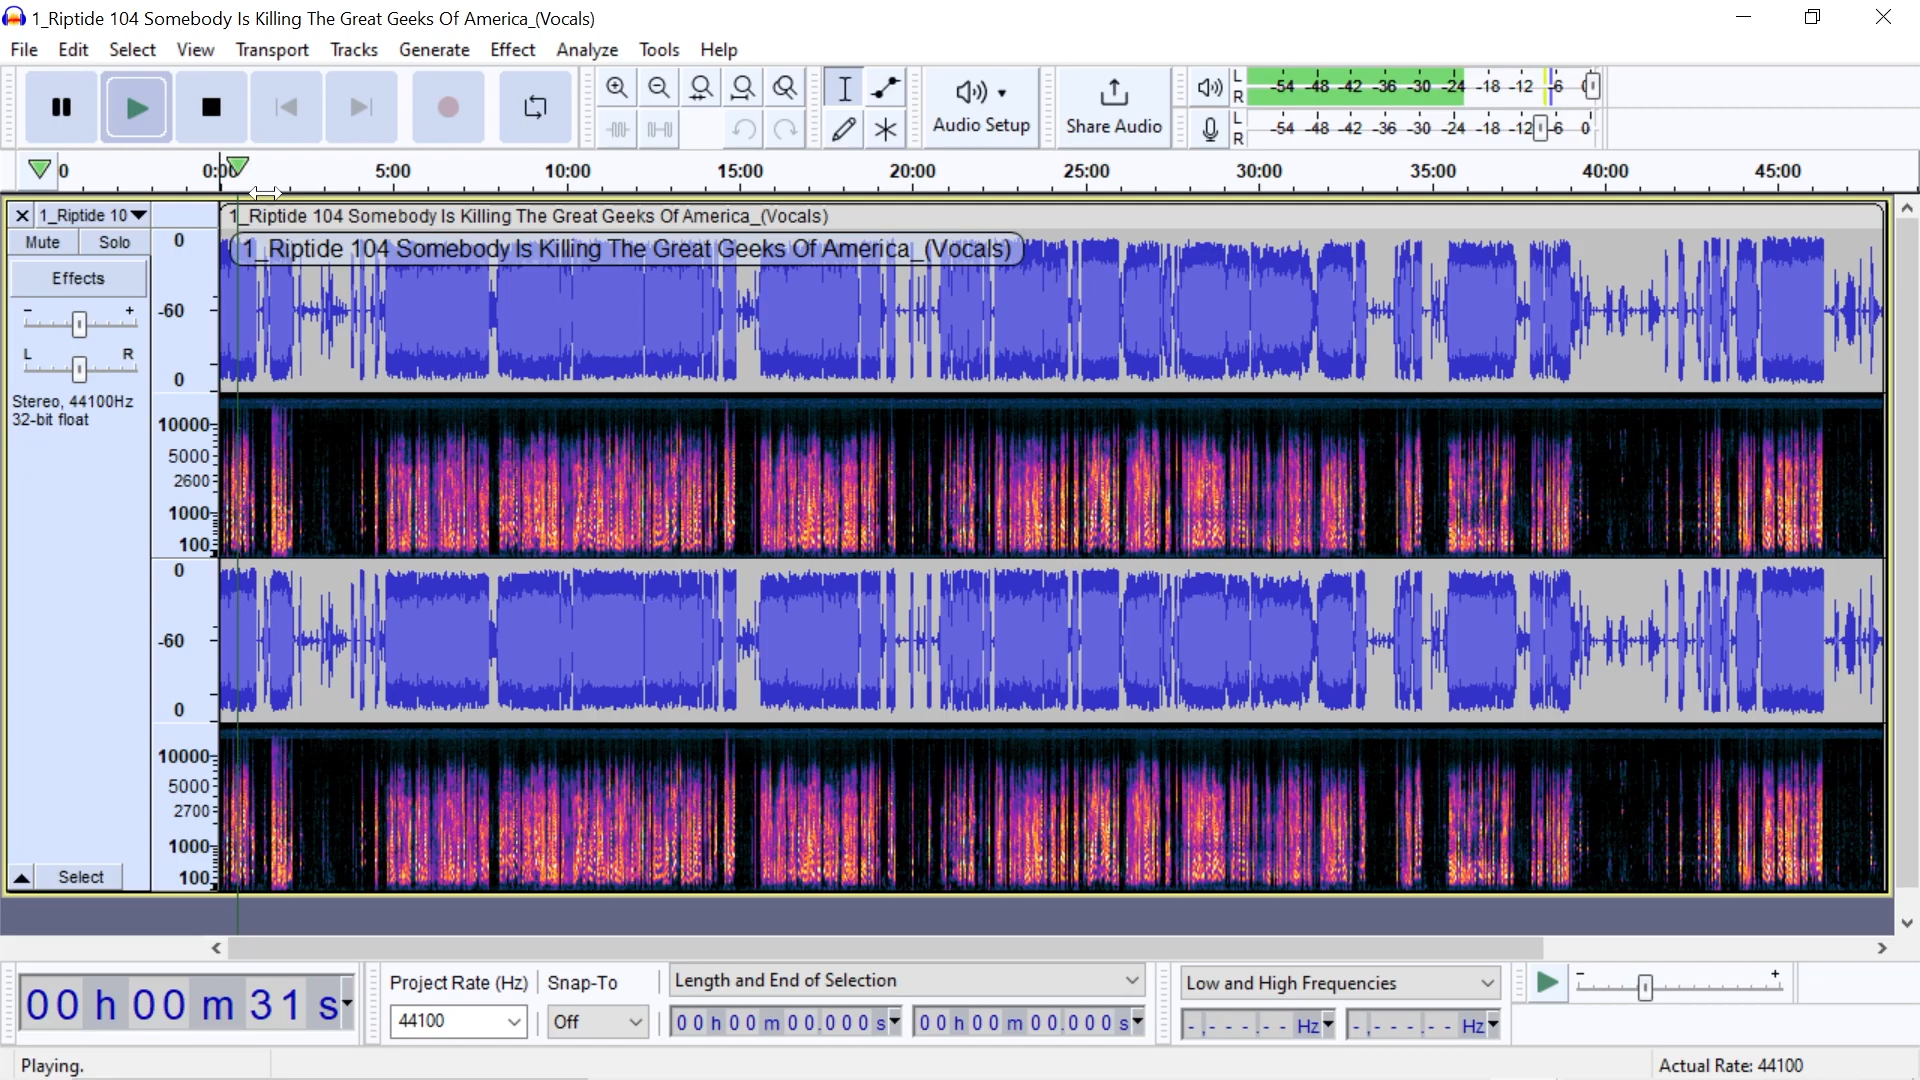 1_Riptide 104 Somebody Is Killing The Great Geeks Of America_(Vocals)
File Edit Select View Transport Tracks Generate Effect Analyze Tools Help
Audio Setup
Share Audio
L R -54 -48 -42 -36 -30 -24 -18 -12 -6 0
L R -54 -48 -42 -36 -30 -24 -18 -12 -6 0
0 0:00 5:00 10:00 15:00 20:00 25:00 30:00 35:00 40:00 45:00
1_Riptide 10
1_Riptide 104 Somebody Is Killing The Great Geeks Of America_(Vocals)
Mute Solo
1_Riptide 104 Somebody Is Killing The Great Geeks Of America_(Vocals)
Effects
- +
L R
Stereo, 44100Hz
32-bit float
0
-60
0
10000
5000
2600
1000
100
0
-60
0
10000
5000
2700
1000
100
Select
00 h 00 m 31 s
Project Rate (Hz)
44100
Snap-To
Off
Length and End of Selection
00 h 00 m 00.000 s 00 h 00 m 00.000 s
Low and High Frequencies
-,---.-- Hz -,---.-- Hz
- +
Playing.
Actual Rate: 44100